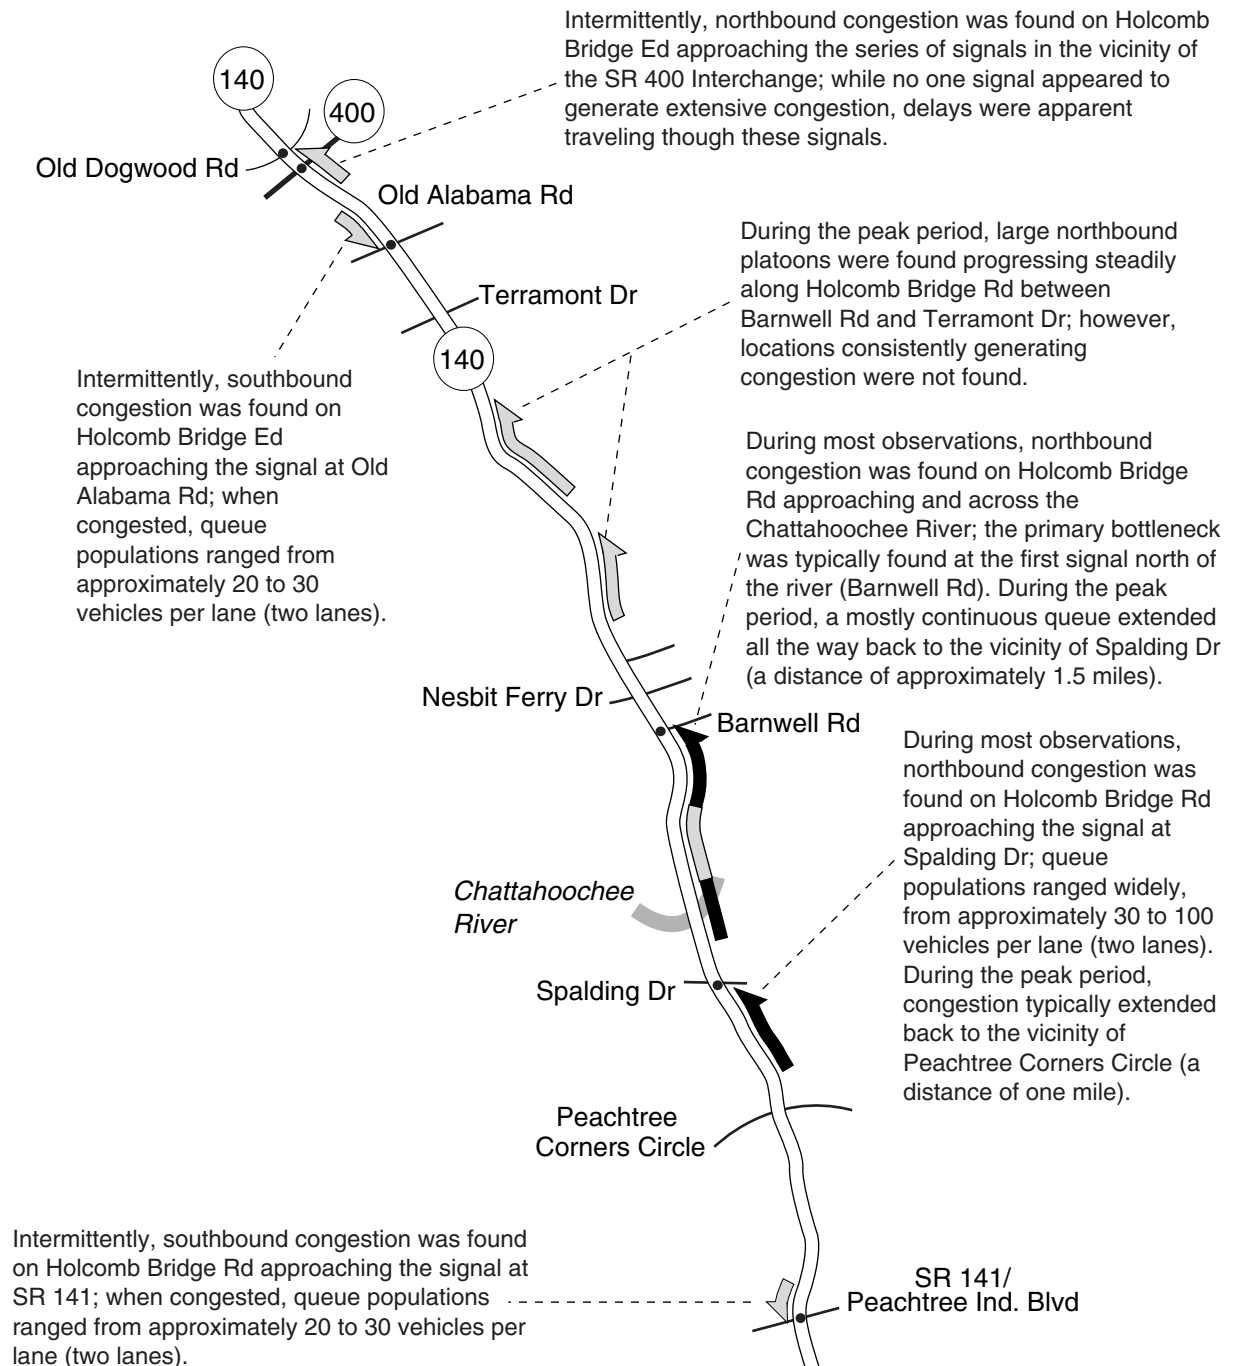 Intermittently, northbound congestion was found on Holcomb
Bridge Ed approaching the series of signals in the vicinity of
the SR 400 Interchange; while no one signal appeared to
generate extensive congestion, delays were apparent
traveling though these signals.
140
400
Old Dogwood Rd
Old Alabama Rd
During the peak period, large northbound
platoons were found progressing steadily
along Holcomb Bridge Rd between
Barnwell Rd and Terramont Dr; however,
locations consistently generating
congestion were not found.
Terramont Dr
140
Intermittently, southbound
congestion was found on
Holcomb Bridge Ed
approaching the signal at Old
Alabama Rd; when
congested, queue
populations ranged from
approximately 20 to 30
vehicles per lane (two lanes).
During most observations, northbound
congestion was found on Holcomb Bridge
Rd approaching and across the
Chattahoochee River; the primary bottleneck
was typically found at the first signal north of
the river (Barnwell Rd). During the peak
period, a mostly continuous queue extended
all the way back to the vicinity of Spalding Dr
(a distance of approximately 1.5 miles).
Nesbit Ferry Dr
Barnwell Rd
During most observations,
northbound congestion was
found on Holcomb Bridge Rd
approaching the signal at
Spalding Dr; queue
populations ranged widely,
from approximately 30 to 100
vehicles per lane (two lanes).
During the peak period,
congestion typically extended
back to the vicinity of
Peachtree Corners Circle (a
distance of one mile).
Chattahoochee
River
Spalding Dr
Peachtree
Corners Circle
Intermittently, southbound congestion was found
on Holcomb Bridge Rd approaching the signal at
SR 141; when congested, queue populations
ranged from approximately 20 to 30 vehicles per
lane (two lanes).
SR 141/
Peachtree Ind. Blvd